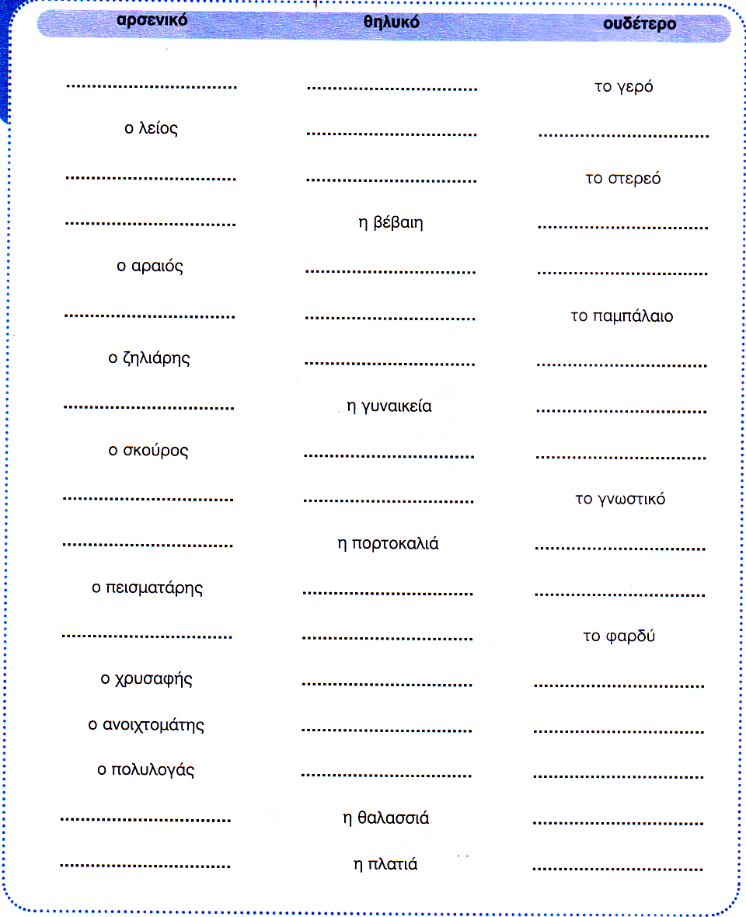 αρσενικό θηλυκό ουδέτερο
.......................... .......................... το γερό
ο λείος .......................... ..........................
.......................... .......................... το στερεό
.......................... η βέβαιη ..........................
ο αραιός .......................... ..........................
.......................... .......................... το παμπάλαιο
ο ζηλιάρης .......................... ..........................
.......................... η γυναικεία ..........................
ο σκούρος .......................... ..........................
.......................... .......................... το γνωστικό
.......................... η πορτοκαλιά ..........................
ο πεισματάρης .......................... ..........................
.......................... .......................... το φαρδύ
ο χρυσαφής .......................... ..........................
ο ανοιχτομάτης .......................... ..........................
ο πολυλογάς .......................... ..........................
.......................... η θαλασσιά ..........................
.......................... η πλατιά ..........................